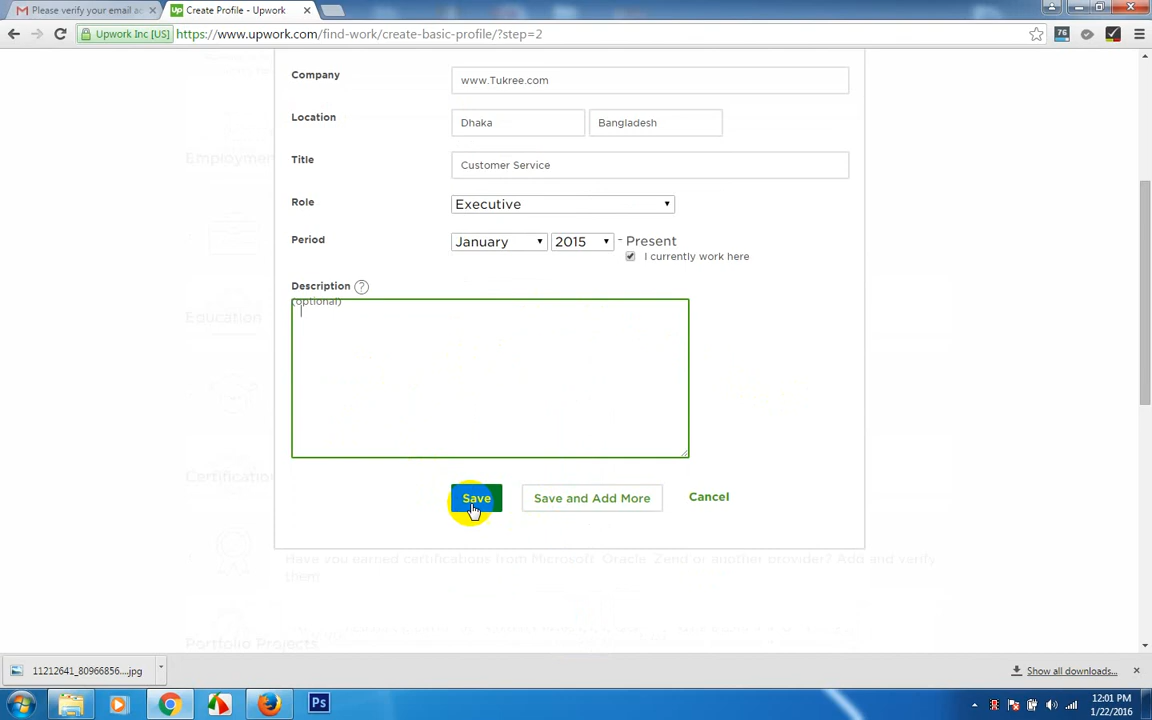 Please verify your email ac
Create Profile - Upwork
Upwork Inc [US]
https://www.upwork.com/find-work/create-basic-profile/?step=2
76
Company
www.Tukree.com
Location
Dhaka
Bangladesh
Title
Customer Service
Employmen
Role
Executive
Period
January
2015
- Present
I currently work here
Description ?
(optional)
Education
Certification
Save
Save and Add More
Cancel
Have you earned certifications from Microsoft, Oracle, Zend or another provider? Add and verify
them
Portfolio Projects
11212641_80966856....jpg
Show all downloads...
Ps
12:01 PM
1/22/2016